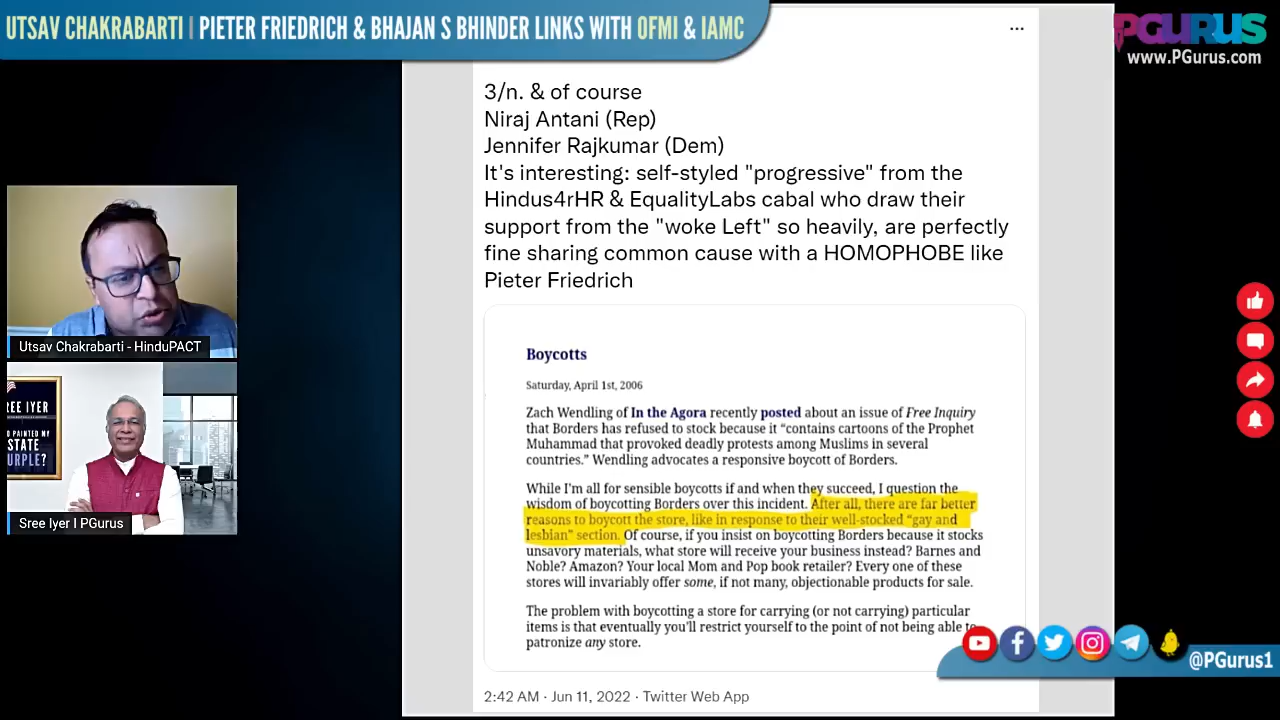 UTSAV CHAKRABARTI | PIETER FRIEDRICH & BHAJAN S BHINDER LINKS WITH OFMI & IAMC
PGURUS
www.PGurus.com
3/n. & of course
Niraj Antani (Rep)
Jennifer Rajkumar (Dem)
It's interesting: self-styled "progressive" from the
Hindus4rHR & EqualityLabs cabal who draw their
support from the "woke Left" so heavily, are perfectly
fine sharing common cause with a HOMOPHOBE like
Pieter Friedrich
Utsav Chakrabarti - HinduPACT
REE IYER
PAINTED MY
STATE
URPLE?
Sree Iyer I PGurus
Boycotts
Saturday, April 1st, 2006
Zach Wendling of In the Agora recently posted about an issue of Free Inquiry
that Borders has refused to stock because it “contains cartoons of the Prophet
Muhammad that provoked deadly protests among Muslims in several
countries.” Wendling advocates a responsive boycott of Borders.
While I'm all for sensible boycotts if and when they succeed, I question the
wisdom of boycotting Borders over this incident. After all, there are far better
reasons to boycott the store, like in response to their well-stocked “gay and
lesbian” section. Of course, if you insist on boycotting Borders because it stocks
unsavory materials, what store will receive your business instead? Barnes and
Noble? Amazon? Your local Mom and Pop book retailer? Every one of these
stores will invariably offer some, if not many, objectionable products for sale.
The problem with boycotting a store for carrying (or not carrying) particular
items is that eventually you'll restrict yourself to the point of not being able to
patronize any store.
2:42 AM · Jun 11, 2022 · Twitter Web App
@PGurus1